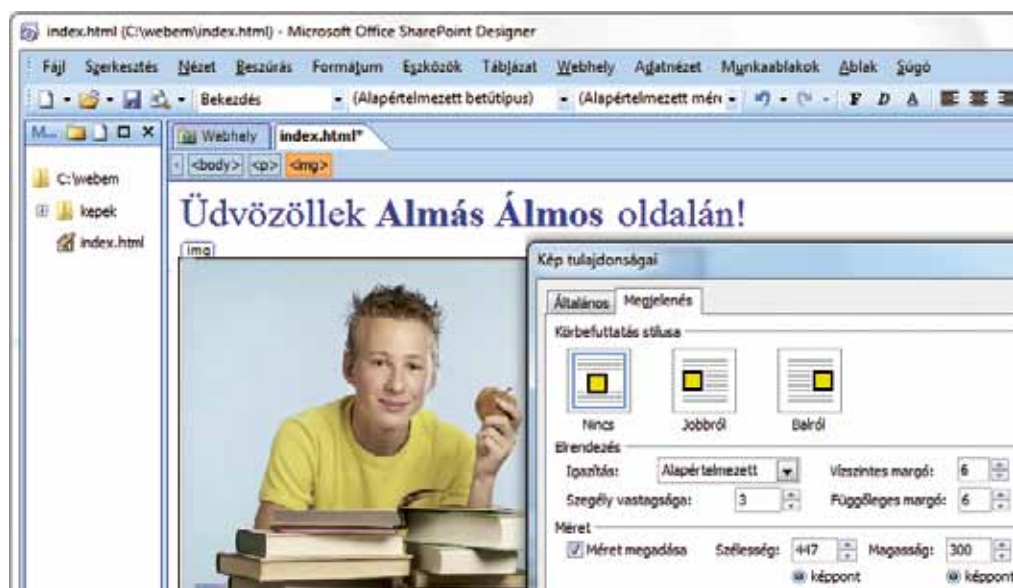 index.html (C:\webem\index.html) - Microsoft Office SharePoint Designer
Fájl Szerkesztés Nézet Beszúrás Formátum Eszközök Táblázat Webhely Adatnézet Munkaablakok Ablak Súgó
Bekezdés (Alapértelmezett betűtípus) (Alapértelmezett mér F D A
M... Webhely index.html*
<body> <p> <img>
C:\webem
kepek
index.html
Üdvözöllek Almás Álmos oldalán!
img
Kép tulajdonságai
Általános Megjelenés
Körbefuttatás stílusa
Nincs Jobbról Balról
Elrendezés
Igazítás: Alapértelmezett Vízszintes margó: 6
Szegély vastagsága: 3 Függőleges margó: 6
Méret
Méret megadása Szélesség: 447 Magasság: 300
képpont képpont